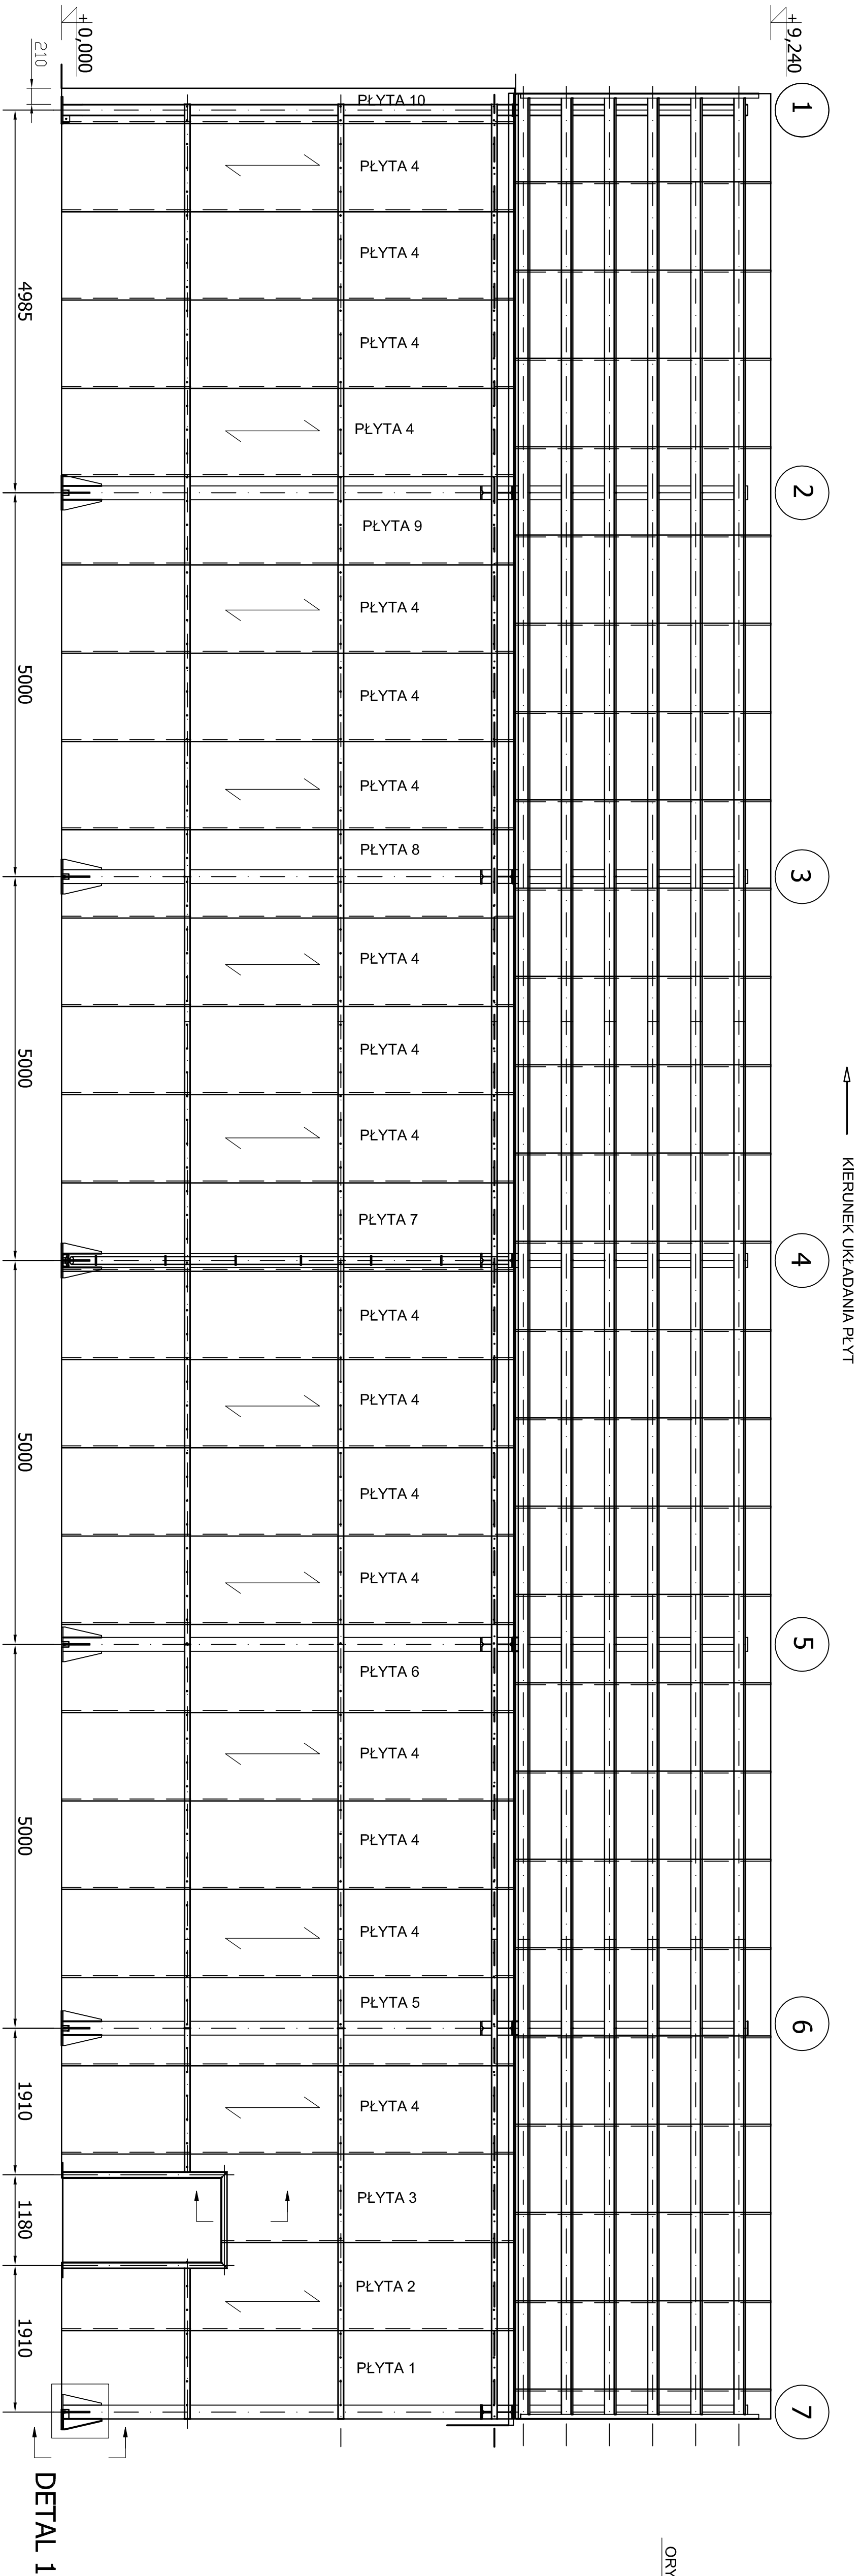 +0,000
210
+9,240
1
2
3
4
5
6
7
KIERUNEK UKŁADANIA PŁYT
PŁYTA 10
PŁYTA 4
PŁYTA 4
PŁYTA 4
PŁYTA 4
PŁYTA 9
PŁYTA 4
PŁYTA 4
PŁYTA 4
PŁYTA 8
PŁYTA 4
PŁYTA 4
PŁYTA 4
PŁYTA 7
PŁYTA 4
PŁYTA 4
PŁYTA 4
PŁYTA 4
PŁYTA 6
PŁYTA 4
PŁYTA 4
PŁYTA 4
PŁYTA 5
PŁYTA 4
PŁYTA 3
PŁYTA 2
PŁYTA 1
4985
5000
5000
5000
5000
1910
1180
1910
DETAL 1
ORY